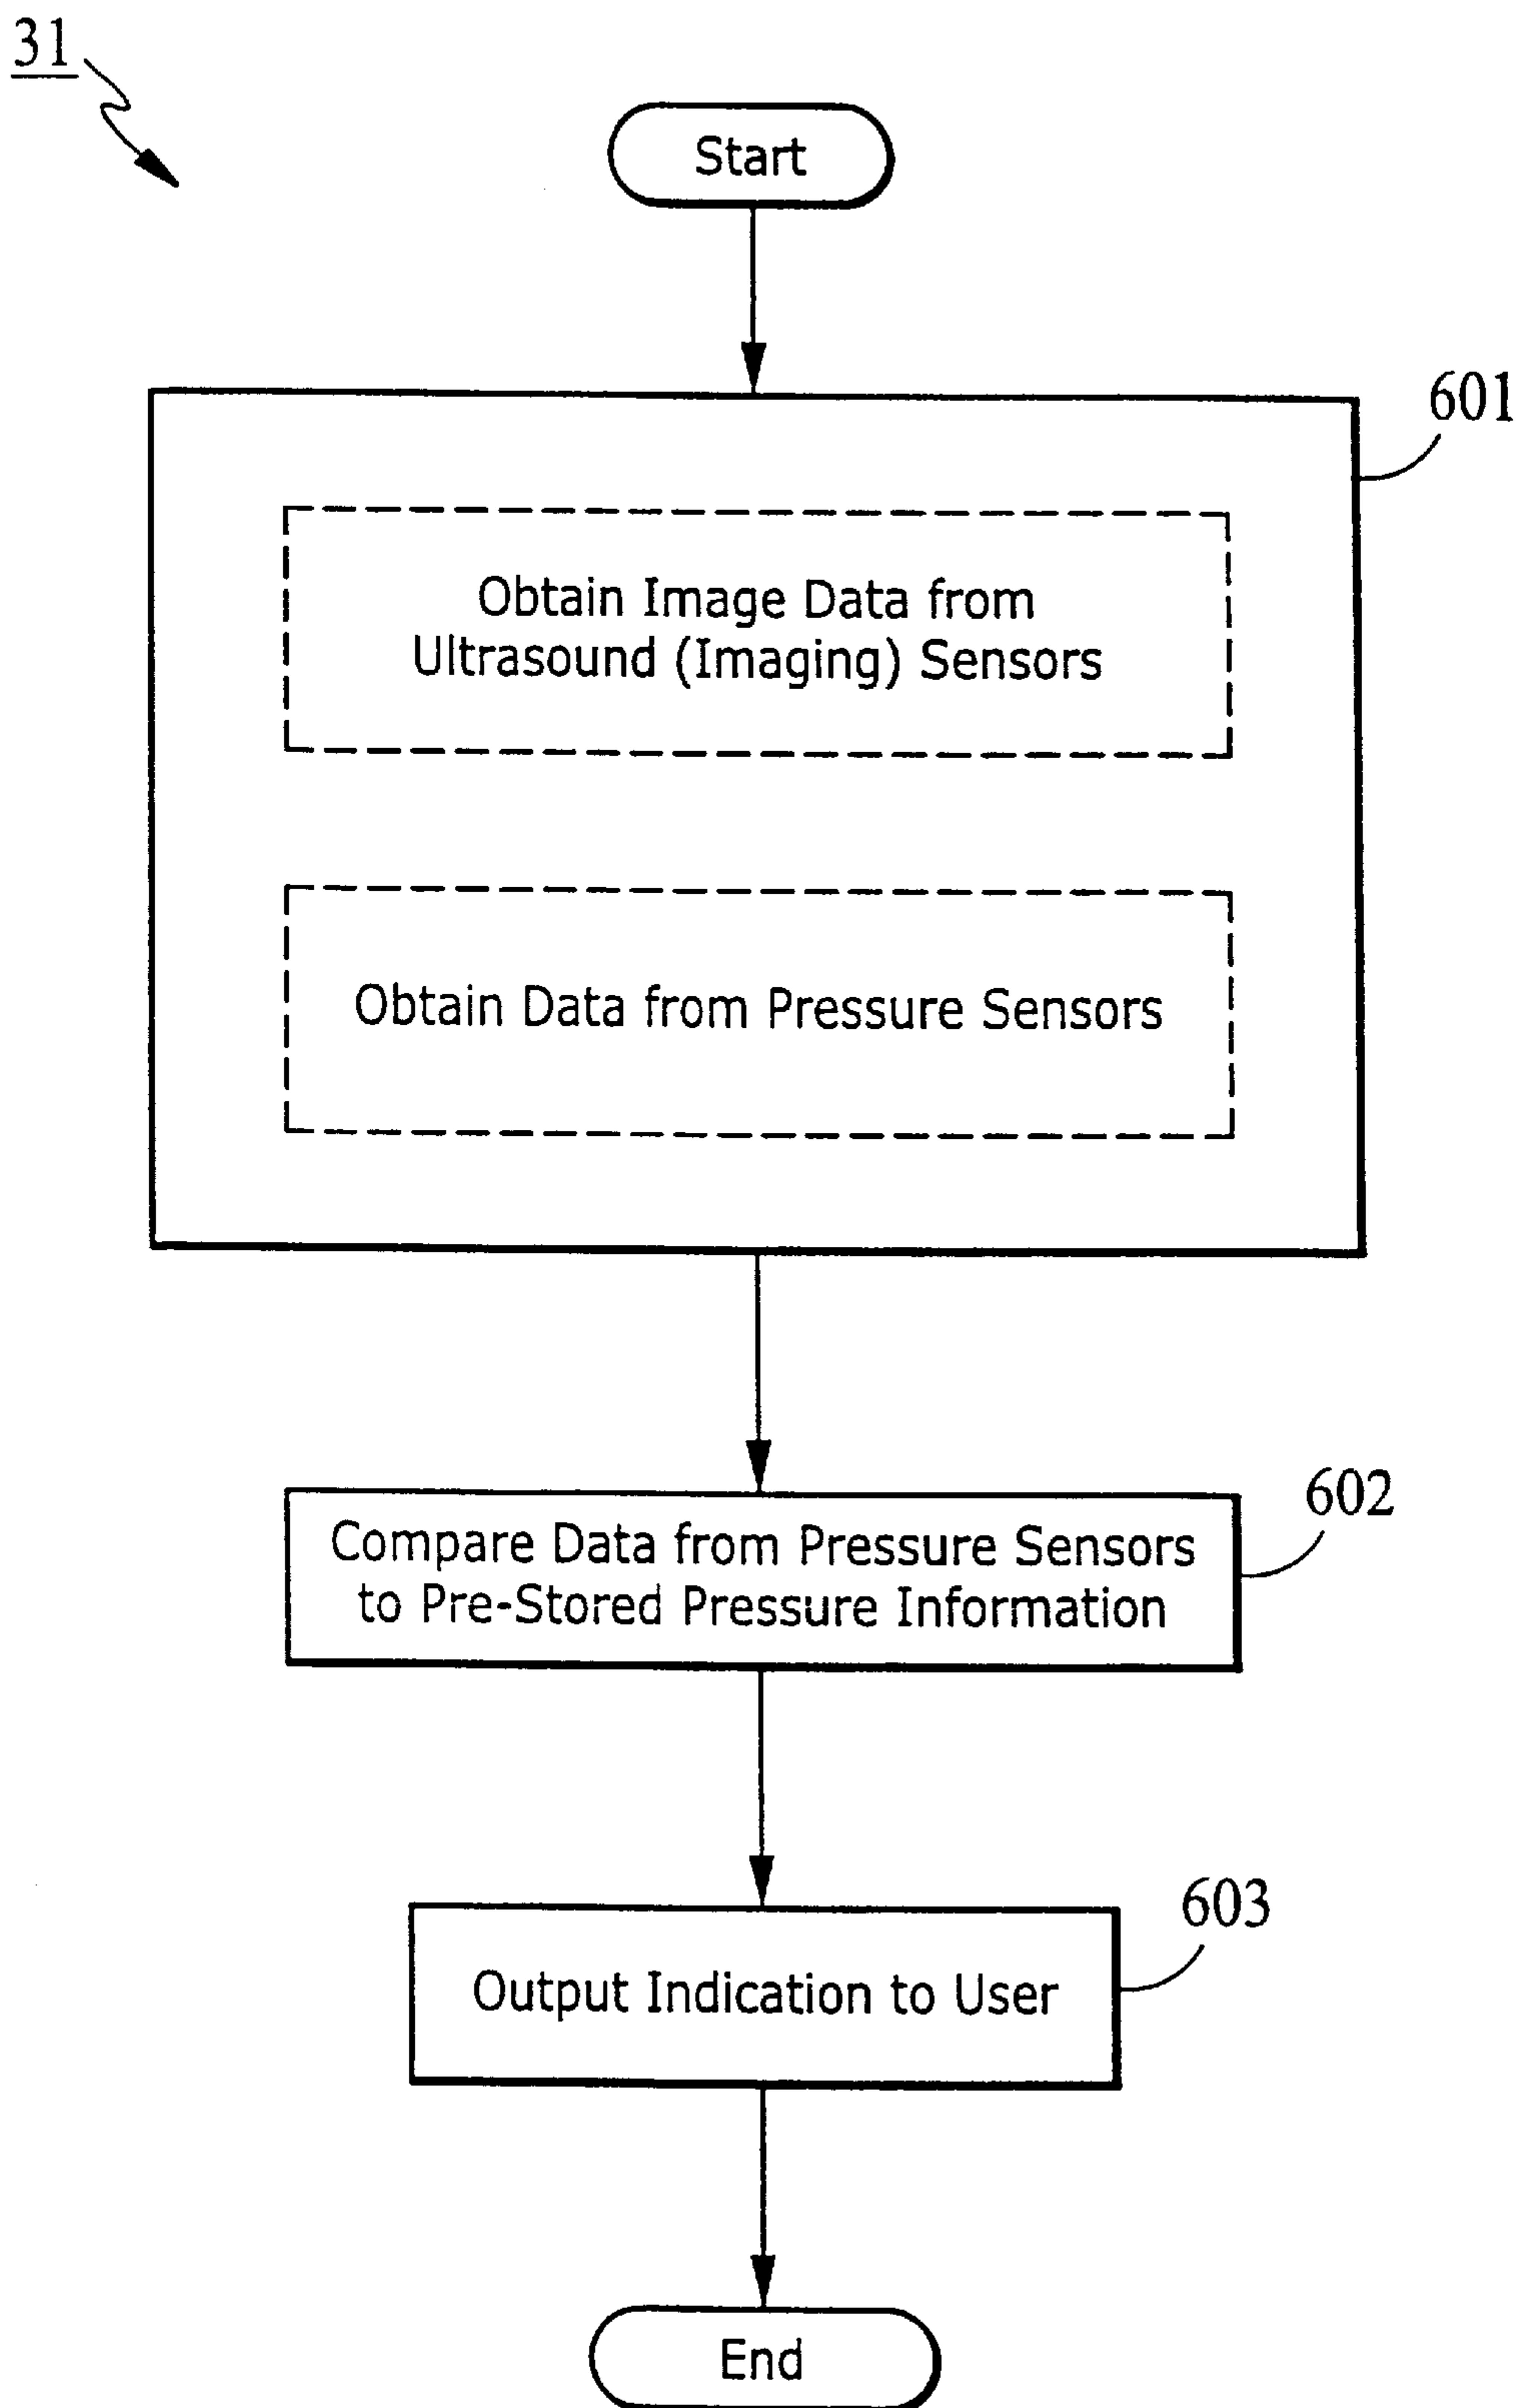 31
Start
601
Obtain Image Data from
Ultrasound (Imaging) Sensors
Obtain Data from Pressure Sensors
602
Compare Data from Pressure Sensors
to Pre-Stored Pressure Information
603
Output Indication to User
End